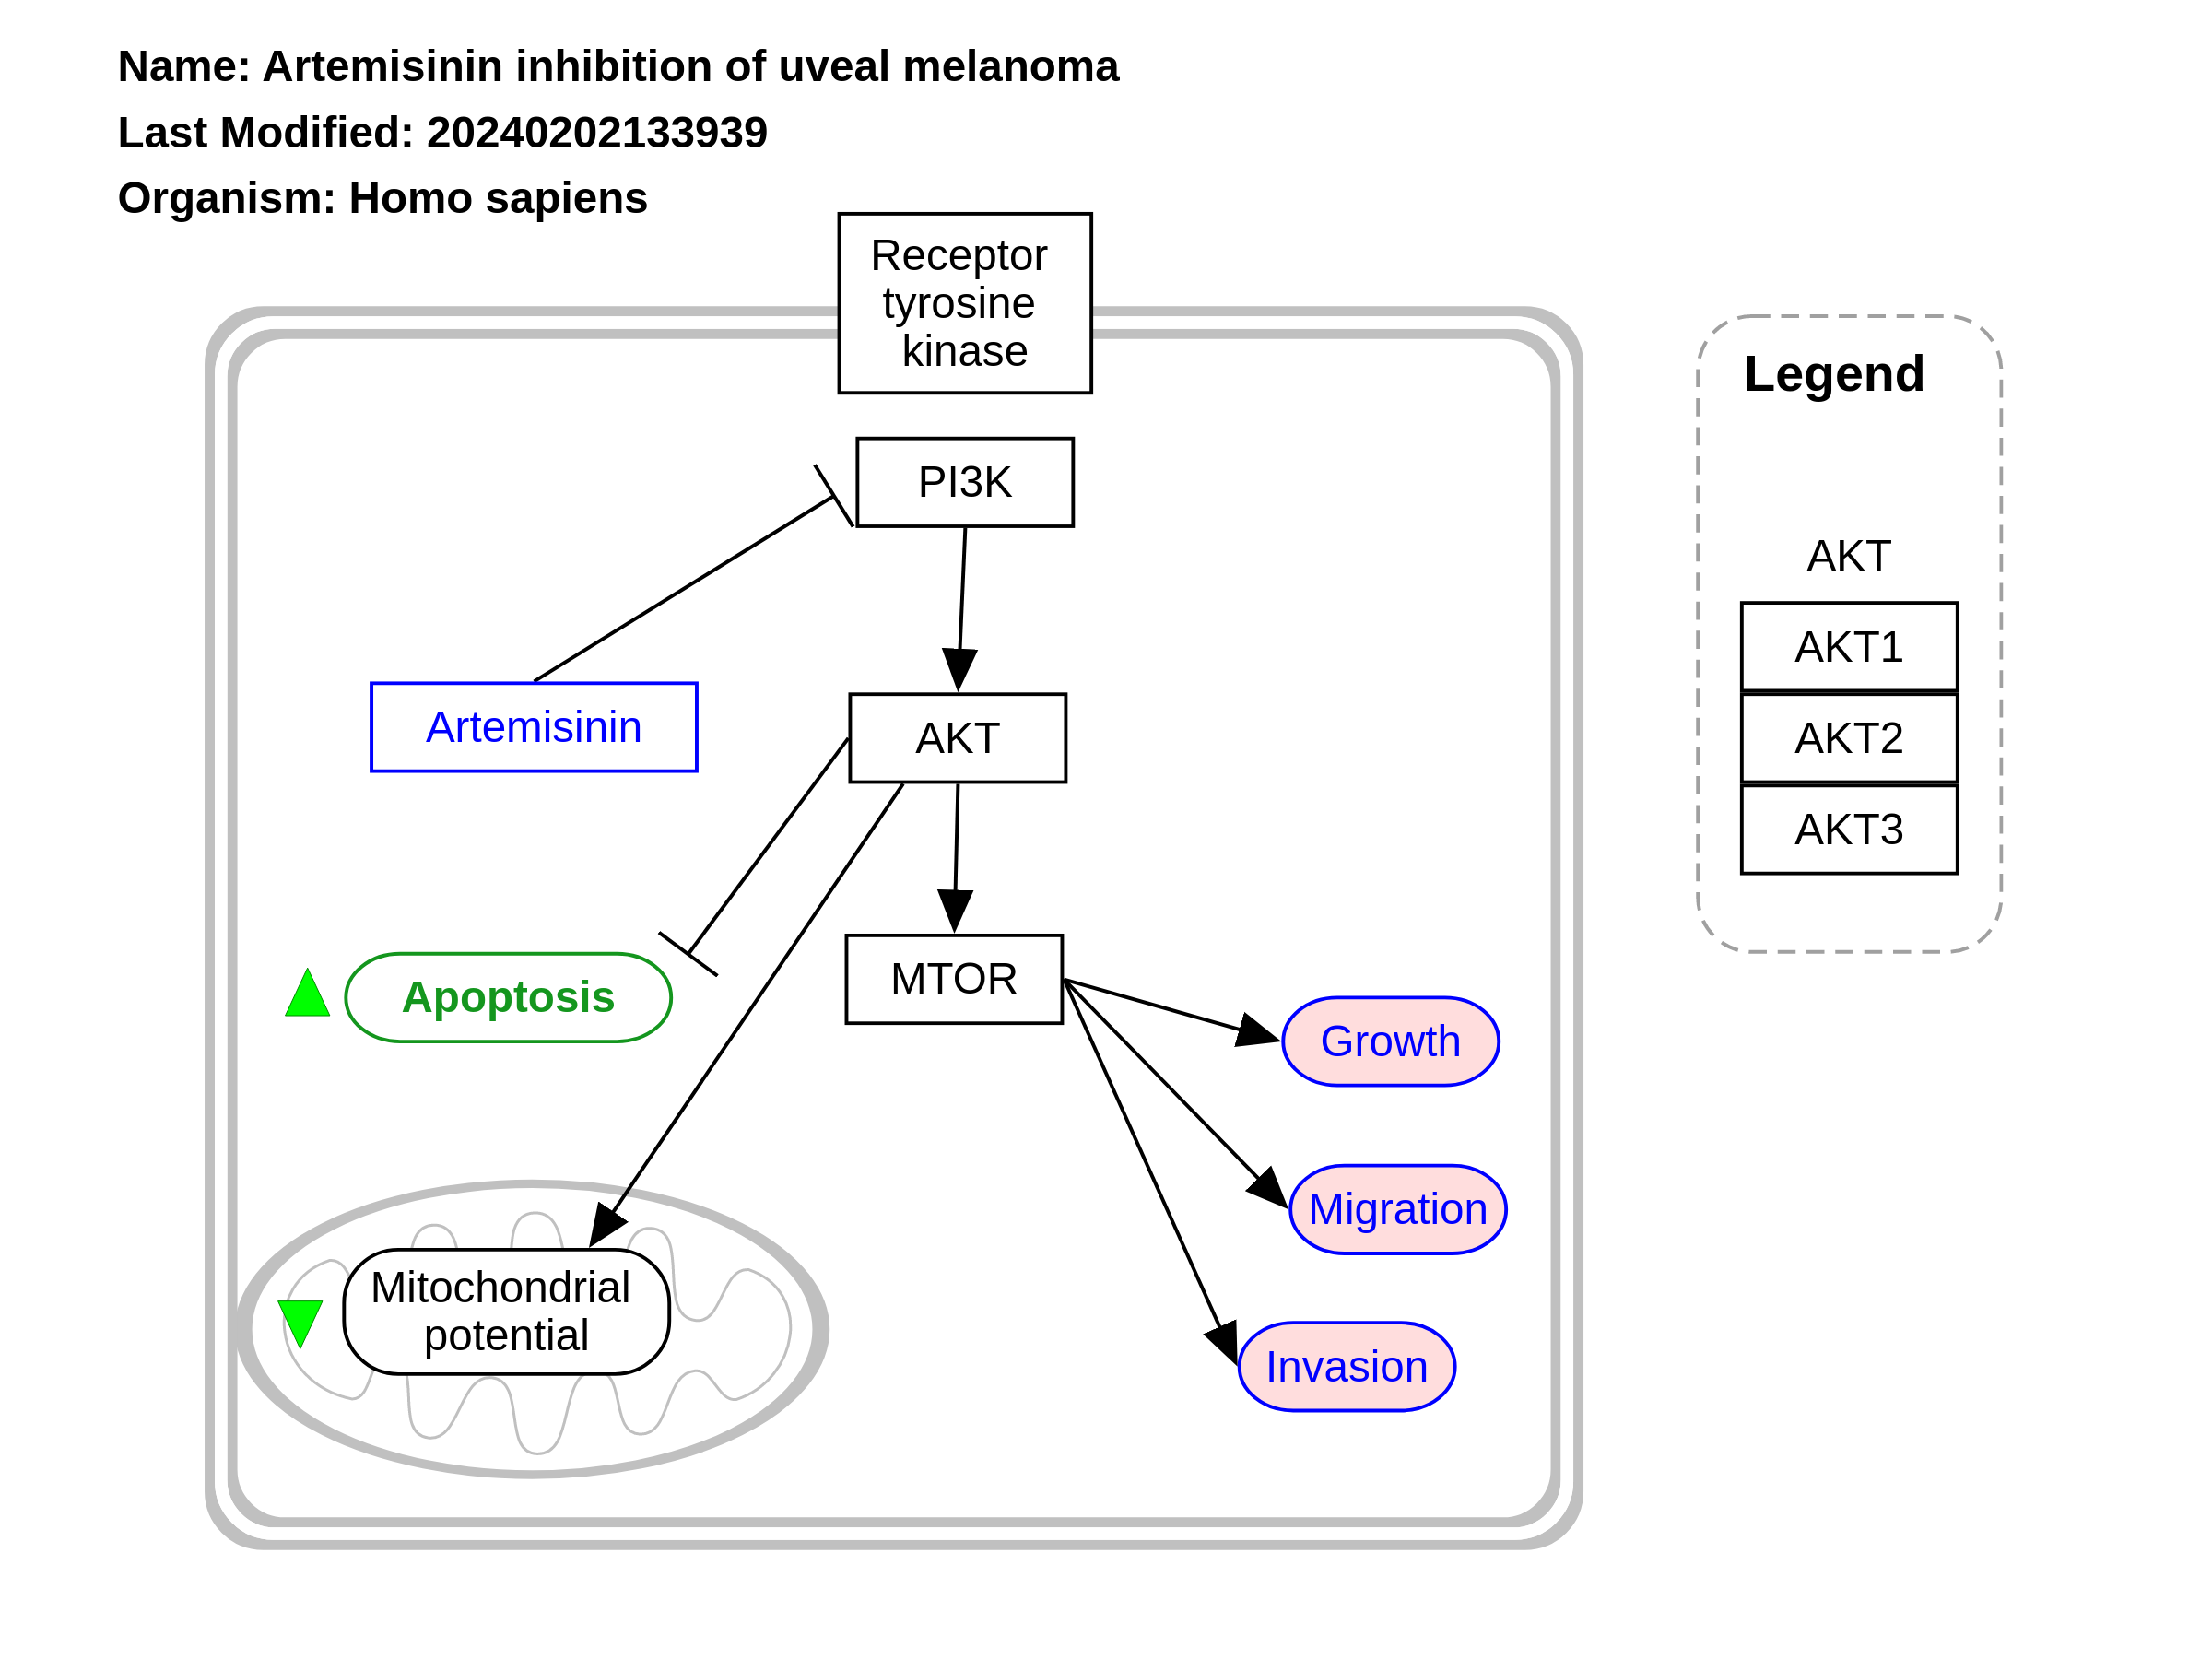 Name: Artemisinin inhibition of uveal melanoma
Last Modified: 20240202133939
Organism: Homo sapiens
Receptor
tyrosine
kinase
PI3K
Artemisinin
AKT
Apoptosis
MTOR
Growth
Migration
Mitochondrial
potential
Invasion
Legend
AKT
AKT1
AKT2
AKT3